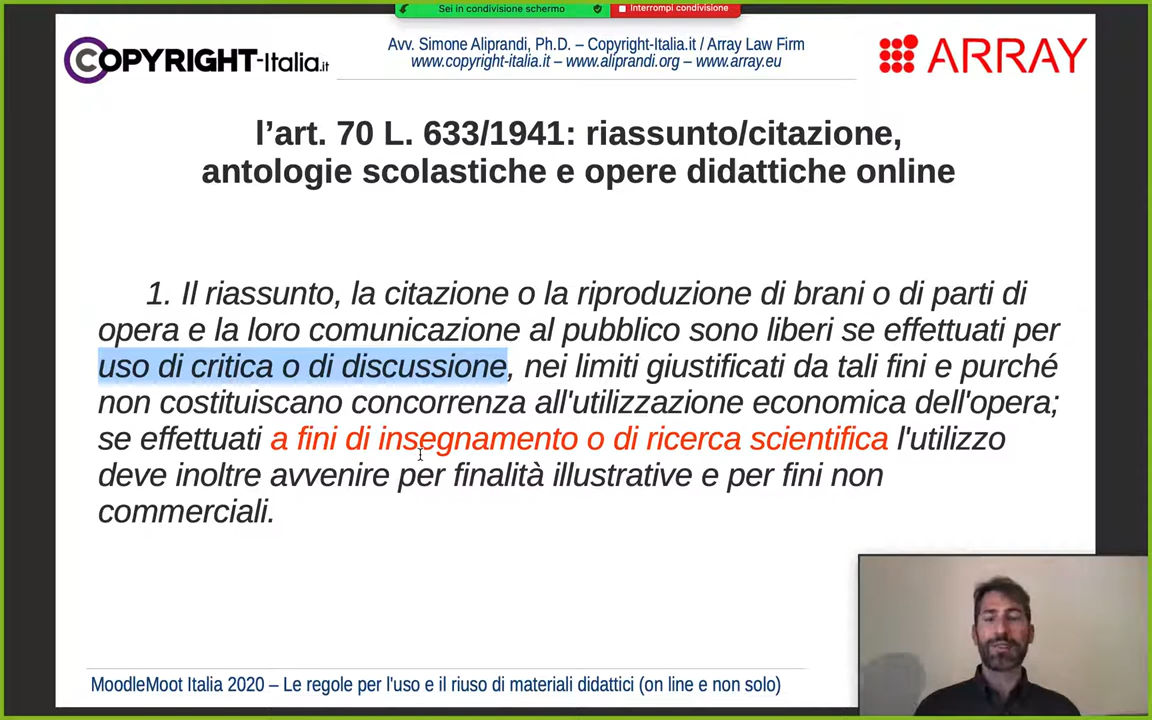 Sei in condivisione schermo
Interrompi condivisione
COPYRIGHT-Italia.it
Avv. Simone Aliprandi, Ph.D. – Copyright-Italia.it / Array Law Firm
www.copyright-italia.it – www.aliprandi.org – www.array.eu
ARRAY
l’art. 70 L. 633/1941: riassunto/citazione,
antologie scolastiche e opere didattiche online
1. Il riassunto, la citazione o la riproduzione di brani o di parti di
opera e la loro comunicazione al pubblico sono liberi se effettuati per
uso di critica o di discussione, nei limiti giustificati da tali fini e purché
non costituiscano concorrenza all'utilizzazione economica dell'opera;
se effettuati a fini di insegnamento o di ricerca scientifica l'utilizzo
deve inoltre avvenire per finalità illustrative e per fini non
commerciali.
MoodleMoot Italia 2020 – Le regole per l'uso e il riuso di materiali didattici (on line e non solo)